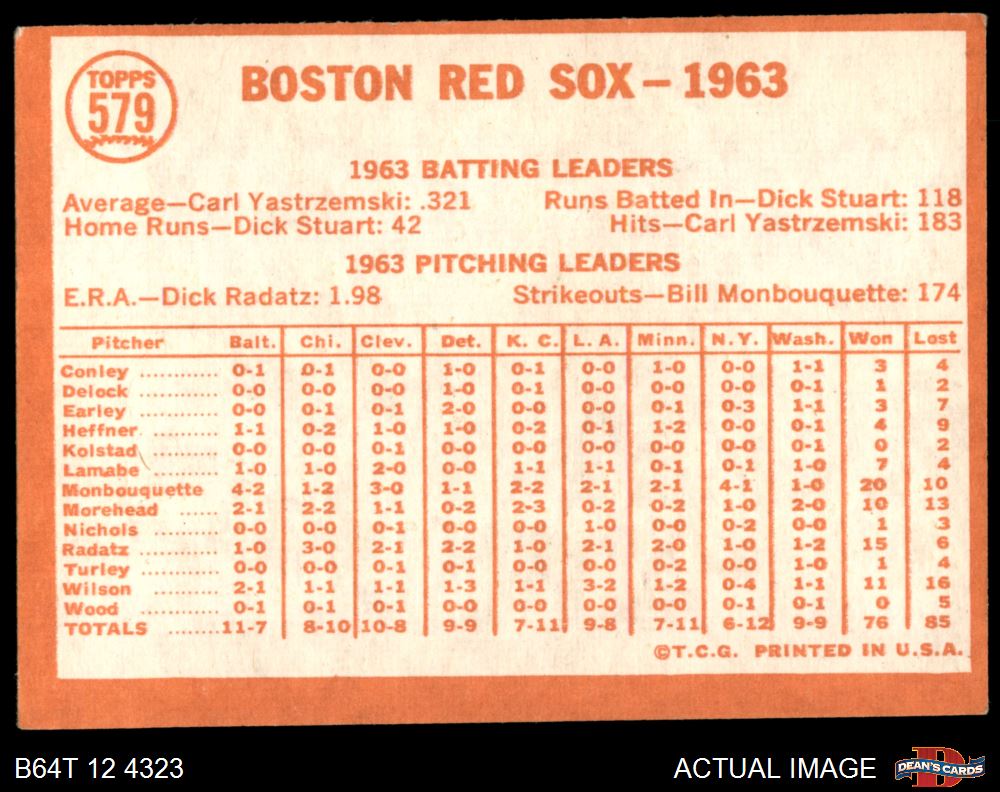 TOPPS
579
BOSTON RED SOX – 1963
1963 BATTING LEADERS
Average—Carl Yastrzemski: .321 Runs Batted In—Dick Stuart: 118
Home Runs—Dick Stuart: 42 Hits—Carl Yastrzemski: 183
1963 PITCHING LEADERS
E.R.A.—Dick Radatz: 1.98 Strikeouts—Bill Monbouquette: 174
Pitcher Balt. Chi. Clev. Det. K. C. L. A. Minn. N. Y. Wash. Won Lost
Conley ............ 0-1 0-1 0-0 1-0 0-1 0-0 1-0 0-0 1-1 3 4
Delock ............ 0-0 0-0 0-0 1-0 0-1 0-0 0-0 0-0 0-0 1 2
Earley ............ 0-0 0-1 0-1 2-0 0-0 0-0 0-1 0-3 1-1 3 7
Heffner ........... 1-1 0-2 1-0 1-0 0-2 0-1 1-2 0-0 0-0 4 9
Kolstad ........... 0-0 0-0 0-1 0-0 0-0 0-0 0-0 0-0 0-1 0 2
Lamabe ........... 1-0 1-0 2-0 0-0 1-1 1-1 0-1 0-1 1-0 7 4
Monbouquette 4-2 1-2 3-0 1-1 2-2 2-1 2-1 4-1 1-0 20 10
Morehead ...... 2-1 2-2 1-1 0-2 2-3 0-2 0-2 1-0 2-0 10 13
Nichols ........... 0-0 0-0 0-1 0-0 0-0 1-0 0-0 0-2 0-0 1 3
Radatz ............ 1-0 3-0 2-1 2-2 1-0 2-1 2-0 1-0 1-2 15 6
Turley ............ 0-0 0-0 0-1 0-1 0-0 0-0 0-2 0-0 1-0 1 4
Wilson ............ 2-1 1-1 1-1 1-3 1-1 3-2 1-2 0-4 1-1 11 16
Wood ............ 0-1 0-1 0-1 0-0 0-0 0-0 0-0 0-1 0-1 0 5
TOTALS ........ 11-7 8-10 10-8 9-9 7-11 9-8 7-11 6-12 9-9 76 85
©T.C.G. PRINTED IN U.S.A.
B64T 12 4323 ACTUAL IMAGE
D
DEAN'S CARDS